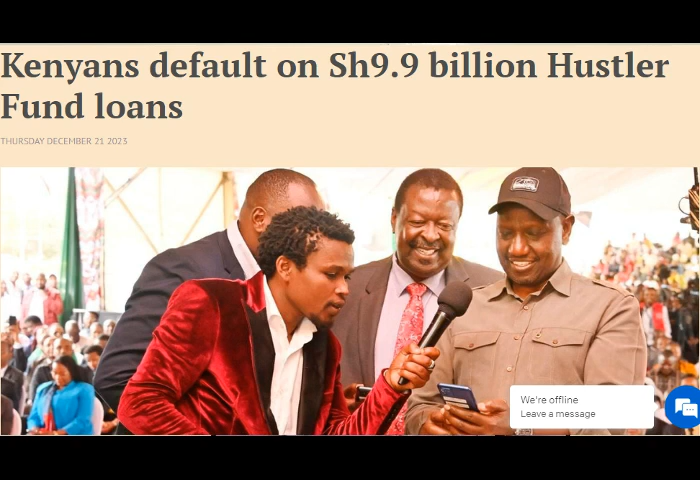 Kenyans default on Sh9.9 billion Hustler
Fund loans
THURSDAY DECEMBER 21 2023
We're offline
Leave a message